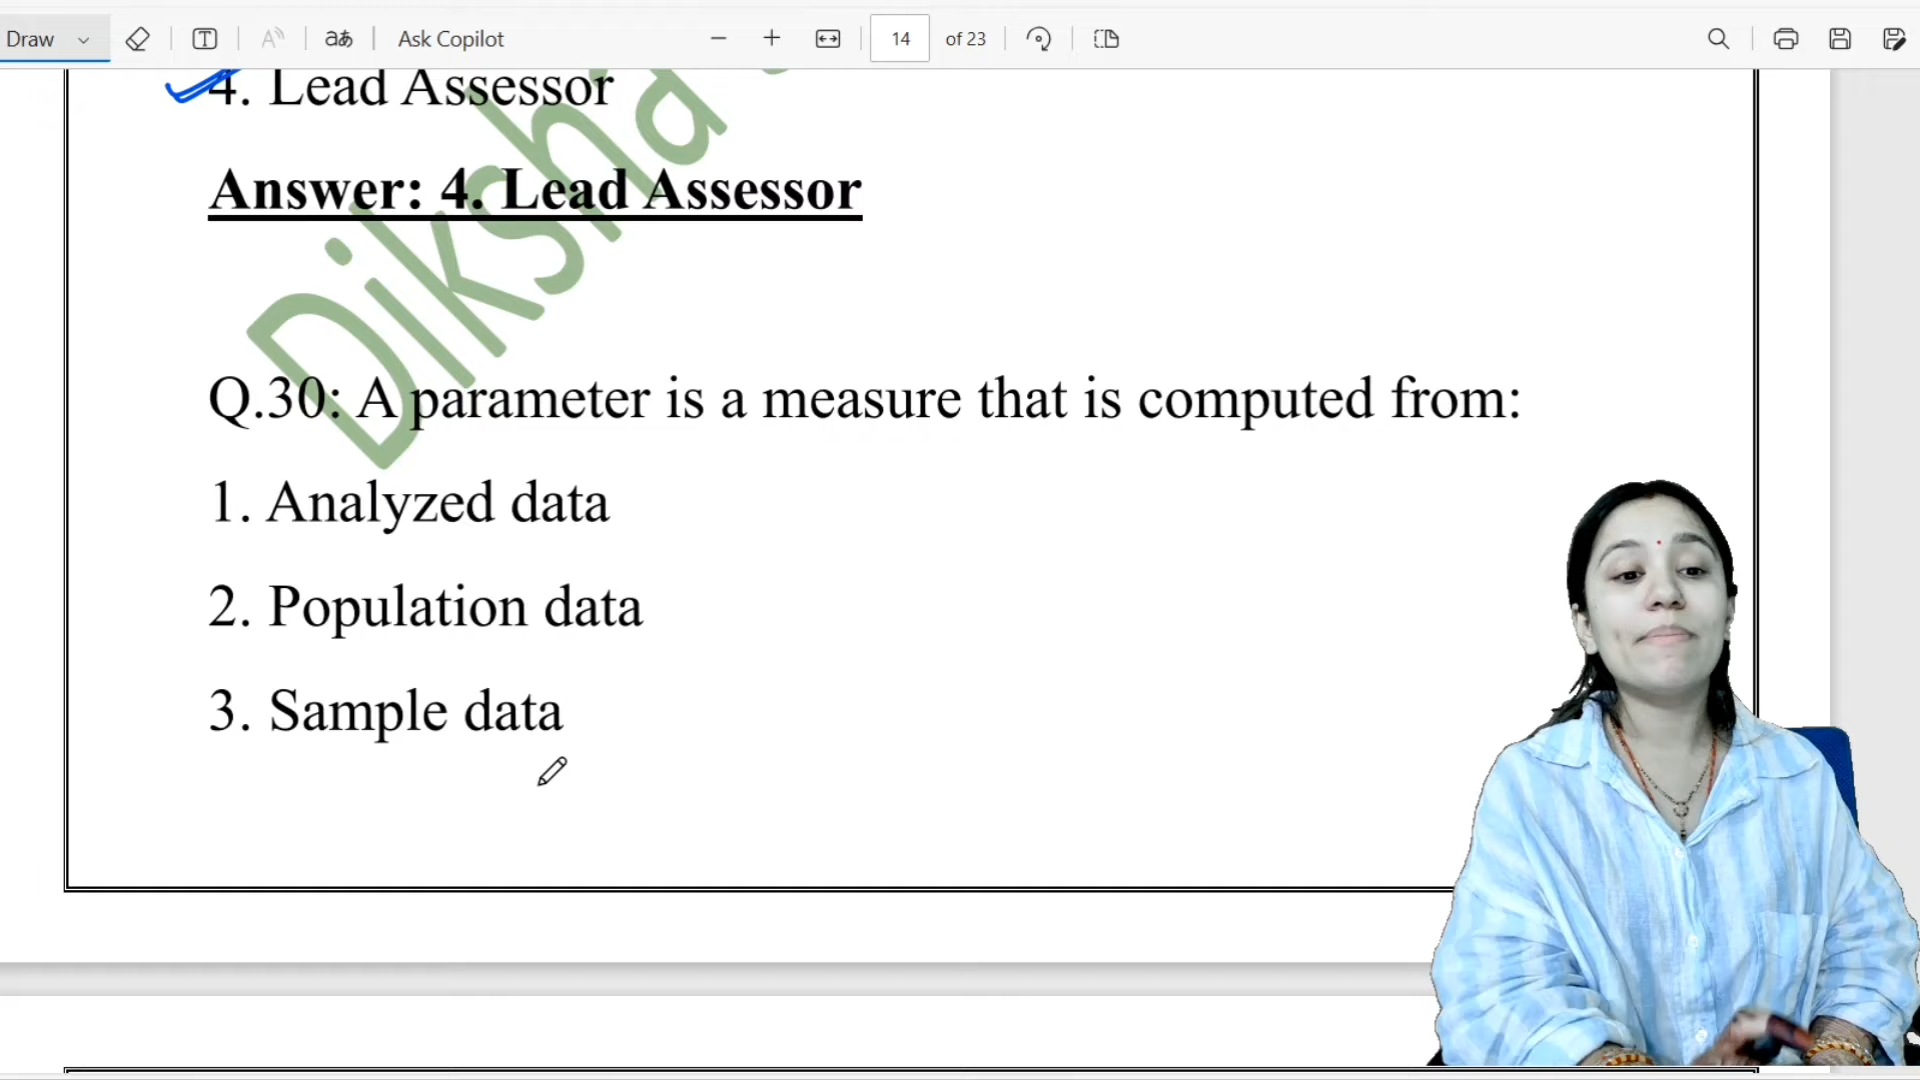 Draw
Ask Copilot
14 of 23
4. Lead Assessor
Answer: 4. Lead Assessor
Diksha
Q.30: A parameter is a measure that is computed from:
1. Analyzed data
2. Population data
3. Sample data